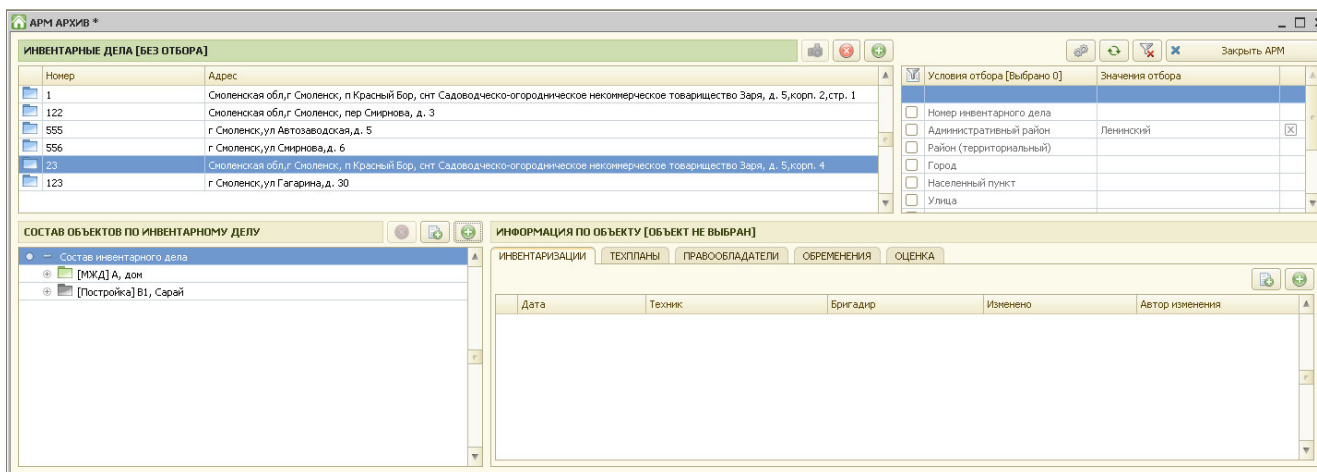 АРМ АРХИВ *
ИНВЕНТАРНЫЕ ДЕЛА [БЕЗ ОТБОРА]
Закрыть АРМ
Номер Адрес
1 Смоленская обл,г Смоленск, п Красный Бор, снт Садоводческо-огородническое некоммерческое товарищество Заря, д. 5,корп. 2,стр. 1
122 Смоленская обл,г Смоленск, пер Смирнова, д. 3
555 г Смоленск,ул Автозаводская,д. 5
556 г Смоленск,ул Смирнова,д. 6
23 Смоленская обл,г Смоленск, п Красный Бор, снт Садоводческо-огородническое некоммерческое товарищество Заря, д. 5,корп. 4
123 г Смоленск,ул Гагарина,д. 30
Условия отбора [Выбрано 0] Значения отбора
Номер инвентарного дела
Административный район Ленинский
Район (территориальный)
Город
Населенный пункт
Улица
СОСТАВ ОБЪЕКТОВ ПО ИНВЕНТАРНОМУ ДЕЛУ
Состав инвентарного дела
[МЖД] А, дом
[Постройка] В1, Сарай
ИНФОРМАЦИЯ ПО ОБЪЕКТУ [ОБЪЕКТ НЕ ВЫБРАН]
ИНВЕНТАРИЗАЦИИ ТЕХПЛАНЫ ПРАВООБЛАДАТЕЛИ ОБРЕМЕНЕНИЯ ОЦЕНКА
Дата Техник Бригадир Изменено Автор изменения